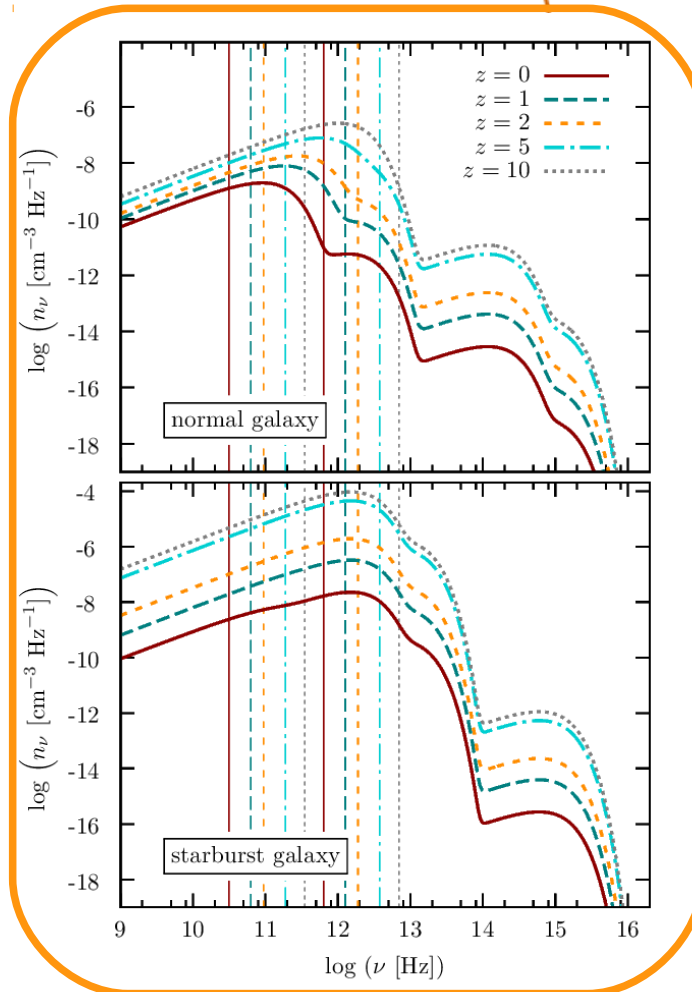 z = 0
z = 1
z = 2
z = 5
z = 10
-6
-8
-10
-12
-14
-16
-18
log (nν [cm−3 Hz−1])
normal galaxy
-4
-6
-8
-10
-12
-14
-16
-18
log (nν [cm−3 Hz−1])
starburst galaxy
9 10 11 12 13 14 15 16
log (ν [Hz])